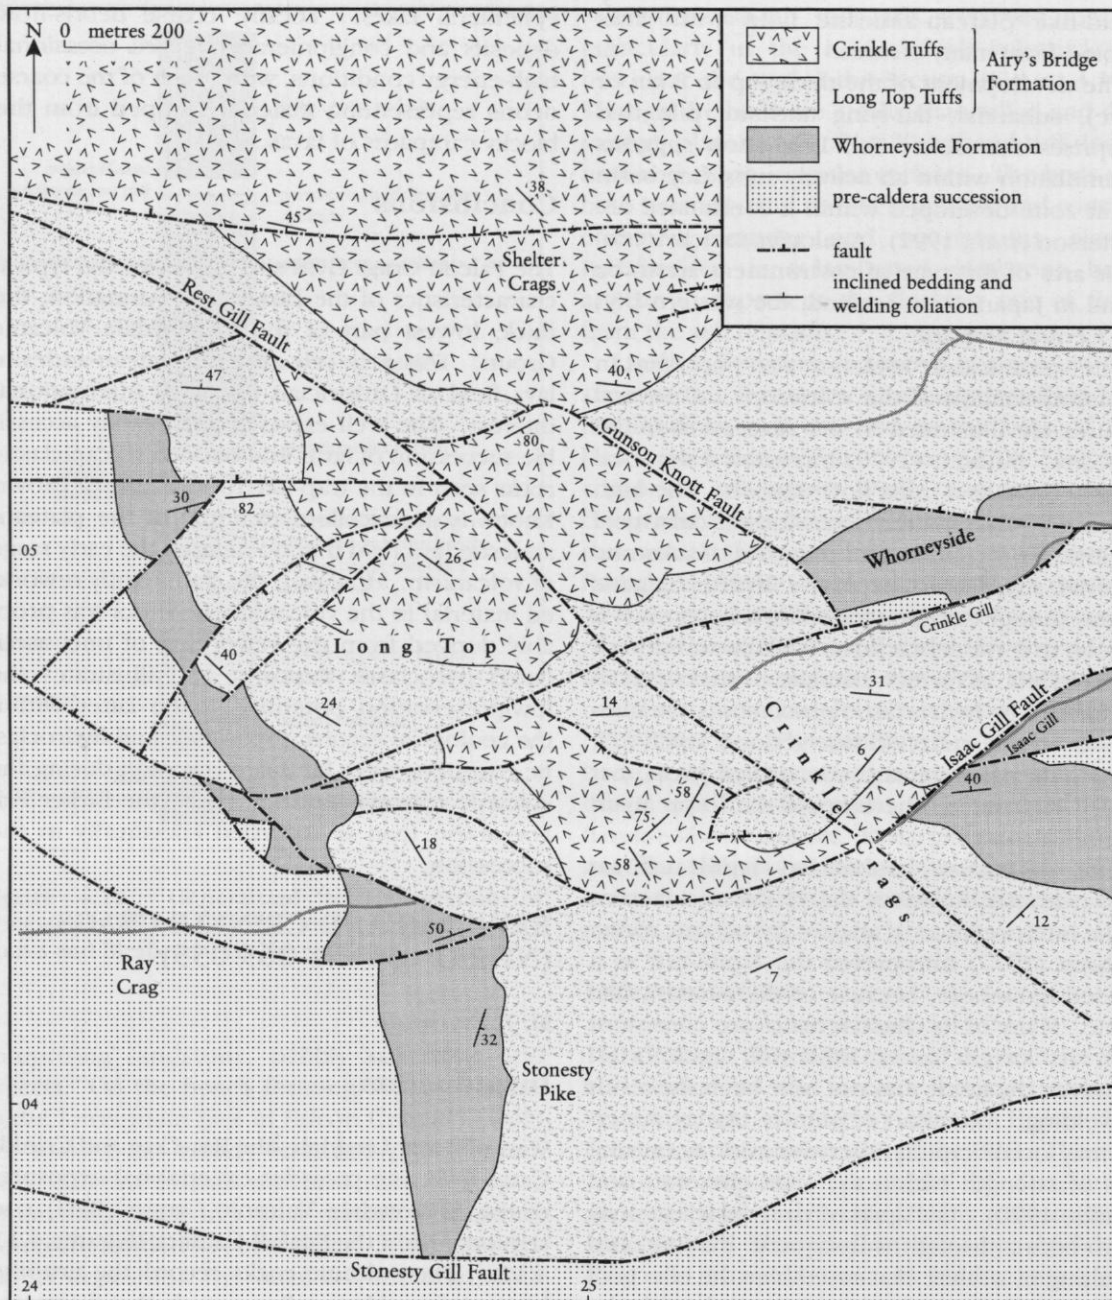 N 0 metres 200
Crinkle Tuffs
Airy's Bridge
Formation
Long Top Tuffs
Whorneyside Formation
pre-caldera succession
fault
inclined bedding and
welding foliation
38
45
Shelter
Crags
Rest Gill Fault
47
40
80
Gunson Knott Fault
30
82
05
26
Whorneyside
Crinkle Gill
Long Top
40
24
14
31
Crinkle Crags
6
Isaac Gill Fault
Isaac Gill
40
58
75
58
18
12
50
Ray
Crag
7
32
Stonesty
Pike
04
Stonesty Gill Fault
24
25